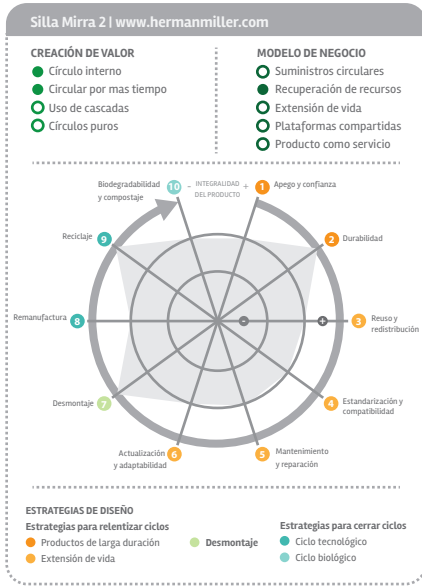 Silla Mirra 2 | www.hermanmiller.com
CREACIÓN DE VALOR
Círculo interno
Circular por mas tiempo
Uso de cascadas
Círculos puros
MODELO DE NEGOCIO
Suministros circulares
Recuperación de recursos
Extensión de vida
Plataformas compartidas
Producto como servicio
- INTEGRALIDAD +
DEL PRODUCTO
1 Apego y confianza
2 Durabilidad
3 Reuso y
redistribución
4 Estandarización y
compatibilidad
5 Mantenimiento
y reparación
6 Actualización
y adaptabilidad
7 Desmontaje
8 Remanufactura
9 Reciclaje
10 Biodegradabilidad
y compostaje
- +
ESTRATEGIAS DE DISEÑO
Estrategias para relentizar ciclos
Productos de larga duración
Extensión de vida
Desmontaje
Estrategias para cerrar ciclos
Ciclo tecnológico
Ciclo biológico